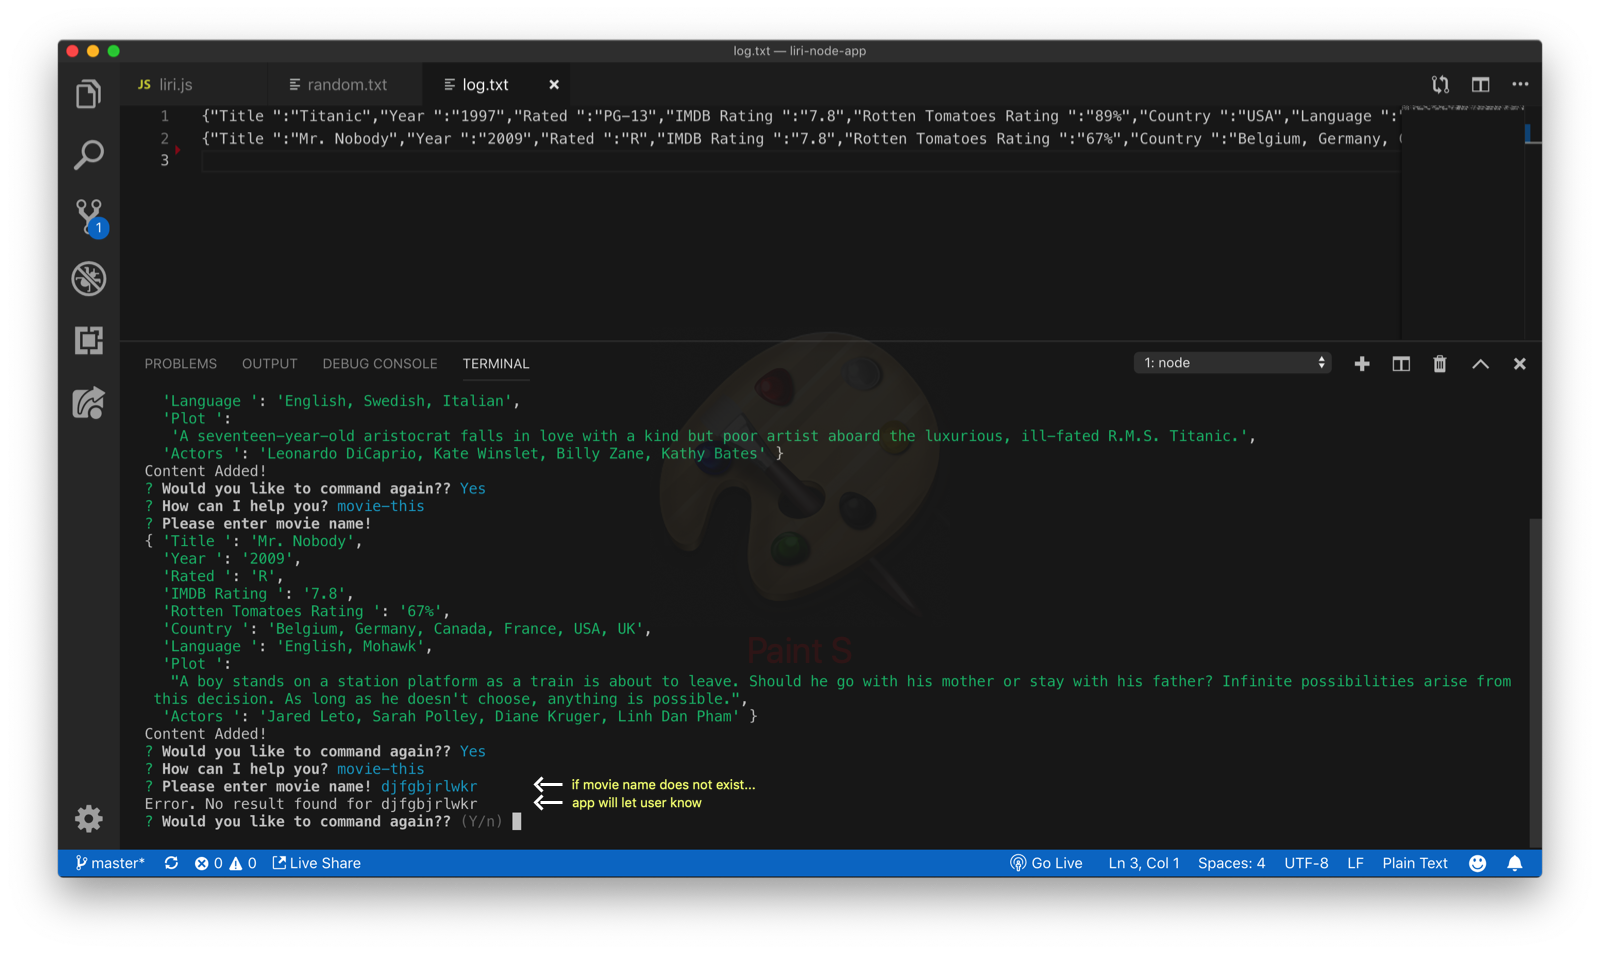 log.txt — liri-node-app
JS liri.js
random.txt
log.txt
1 {"Title ":"Titanic","Year ":"1997","Rated ":"PG-13","IMDB Rating ":"7.8","Rotten Tomatoes Rating ":"89%","Country ":"USA","Language ":"
2 {"Title ":"Mr. Nobody","Year ":"2009","Rated ":"R","IMDB Rating ":"7.8","Rotten Tomatoes Rating ":"67%","Country ":"Belgium, Germany,
3
1
PROBLEMS OUTPUT DEBUG CONSOLE TERMINAL
1: node
'Language ': 'English, Swedish, Italian',
'Plot ':
'A seventeen-year-old aristocrat falls in love with a kind but poor artist aboard the luxurious, ill-fated R.M.S. Titanic.',
'Actors ': 'Leonardo DiCaprio, Kate Winslet, Billy Zane, Kathy Bates' }
Content Added!
? Would you like to command again?? Yes
? How can I help you? movie-this
? Please enter movie name!
{ 'Title ': 'Mr. Nobody',
'Year ': '2009',
'Rated ': 'R',
'IMDB Rating ': '7.8',
'Rotten Tomatoes Rating ': '67%',
'Country ': 'Belgium, Germany, Canada, France, USA, UK',
'Language ': 'English, Mohawk',
'Plot ':
"A boy stands on a station platform as a train is about to leave. Should he go with his mother or stay with his father? Infinite possibilities arise from
this decision. As long as he doesn't choose, anything is possible.",
'Actors ': 'Jared Leto, Sarah Polley, Diane Kruger, Linh Dan Pham' }
Content Added!
? Would you like to command again?? Yes
? How can I help you? movie-this
? Please enter movie name! djfgbjrlwkr
if movie name does not exist...
Error. No result found for djfgbjrlwkr
app will let user know
? Would you like to command again?? (Y/n)
Paint S
master* 0 0 Live Share Go Live Ln 3, Col 1 Spaces: 4 UTF-8 LF Plain Text